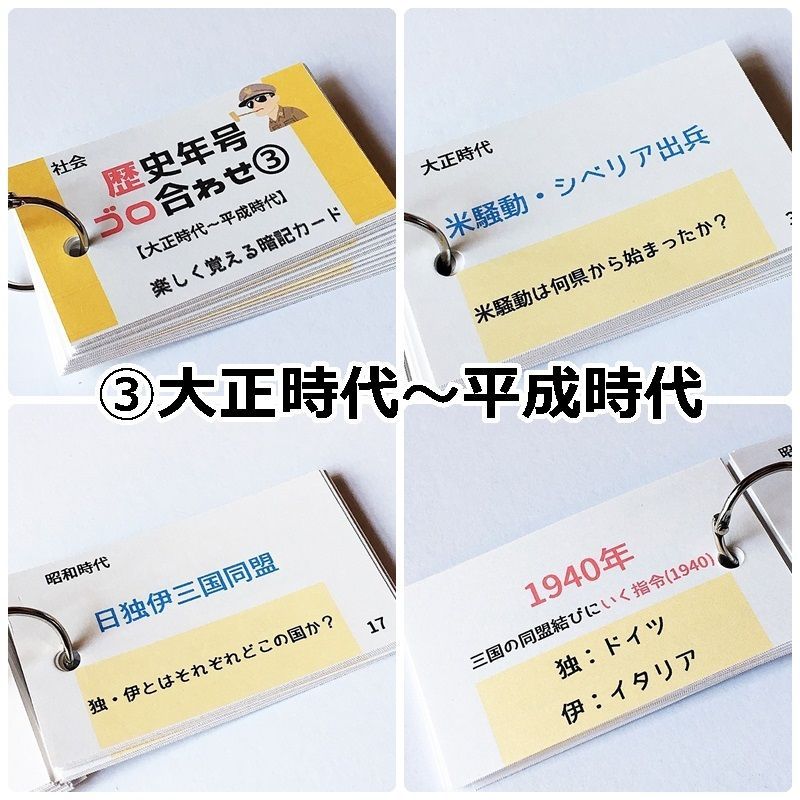 社会
歴史年号
ゴロ合わせ③
【大正時代～平成時代】
楽しく覚える暗記カード
大正時代
米騒動・シベリア出兵
米騒動は何県から始まったか？
3
③大正時代～平成時代
昭和時代
日独伊三国同盟
独・伊とはそれぞれどこの国か？
17
昭
1940年
三国の同盟結びにいく指令(1940)
独：ドイツ
伊：イタリア